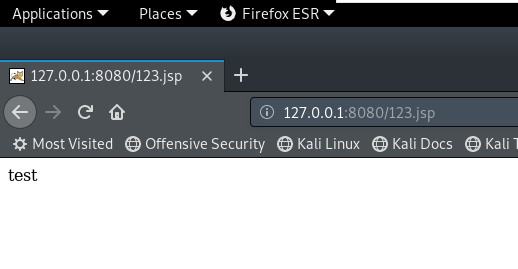 Applications Places Firefox ESR
127.0.0.1:8080/123.jsp
127.0.0.1:8080/123.jsp
Most Visited Offensive Security Kali Linux Kali Docs Kali T
test